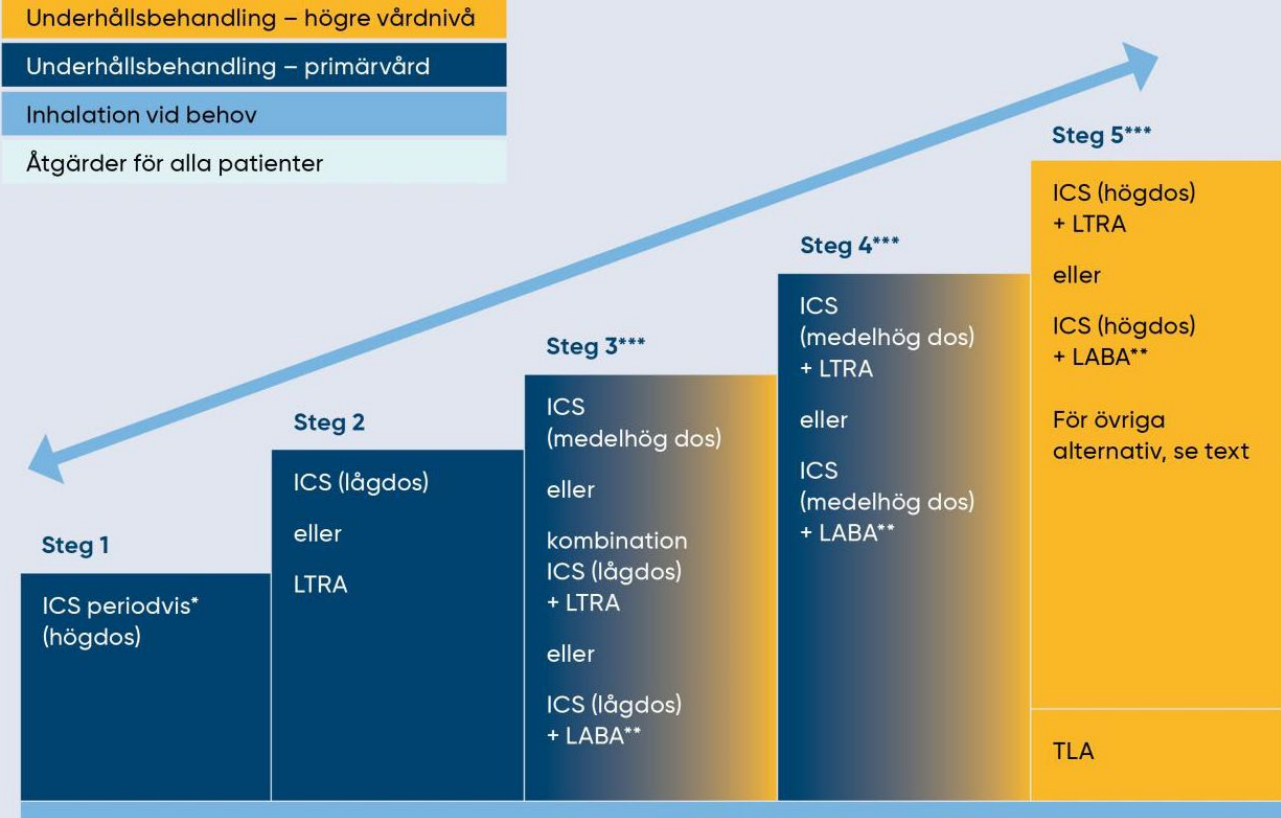 Underhållsbehandling – högre vårdnivå
Underhållsbehandling – primärvård
Inhalation vid behov
Åtgärder för alla patienter
Steg 1
ICS periodvis*
(högdos)
Steg 2
ICS (lågdos)
eller
LTRA
Steg 3***
ICS
(medelhög dos)
eller
kombination
ICS (lågdos)
+ LTRA
eller
ICS (lågdos)
+ LABA**
Steg 4***
ICS
(medelhög dos)
+ LTRA
eller
ICS
(medelhög dos)
+ LABA**
Steg 5***
ICS (högdos)
+ LTRA
eller
ICS (högdos)
+ LABA**
För övriga
alternativ, se text
TLA